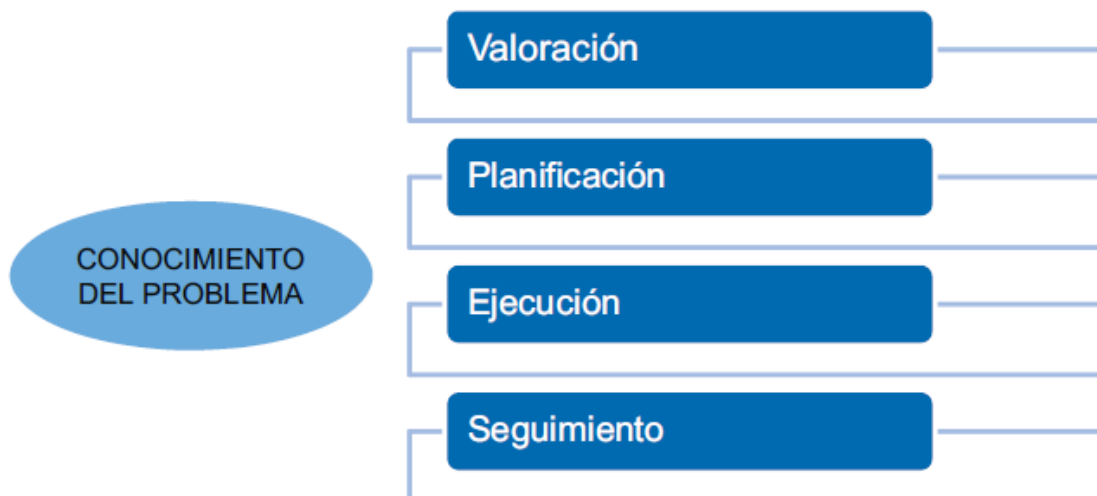 Valoración
Planificación
CONOCIMIENTO
DEL PROBLEMA
Ejecución
Seguimiento